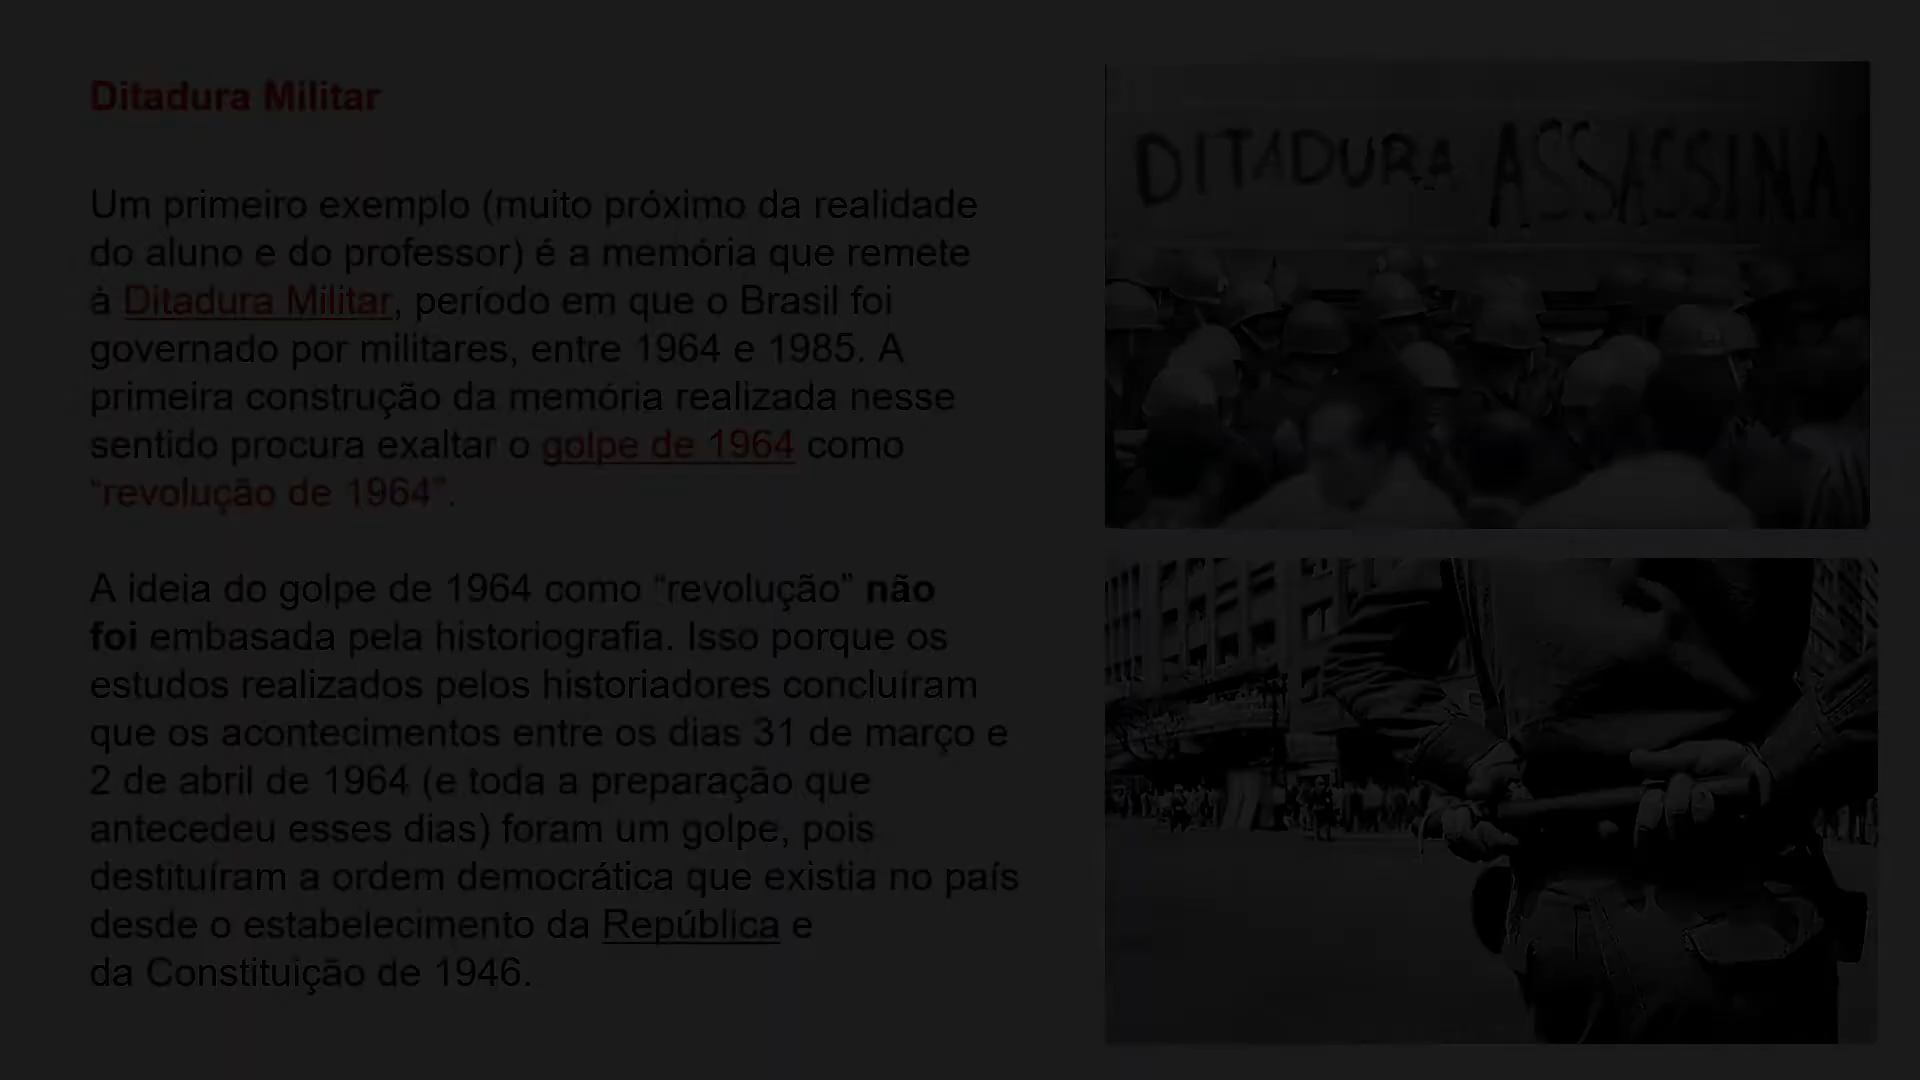 Ditadura Militar
Um primeiro exemplo (muito próximo da realidade
do aluno e do professor) é a memória que remete
à Ditadura Militar, período em que o Brasil foi
governado por militares, entre 1964 e 1985. A
primeira construção da memória realizada nesse
sentido procura exaltar o golpe de 1964 como
“revolução de 1964”.
A ideia do golpe de 1964 como “revolução” não
foi embasada pela historiografia. Isso porque os
estudos realizados pelos historiadores concluíram
que os acontecimentos entre os dias 31 de março e
2 de abril de 1964 (e toda a preparação que
antecedeu esses dias) foram um golpe, pois
destituíram a ordem democrática que existia no país
desde o estabelecimento da República e
da Constituição de 1946.
DITADURA ASSASSINA